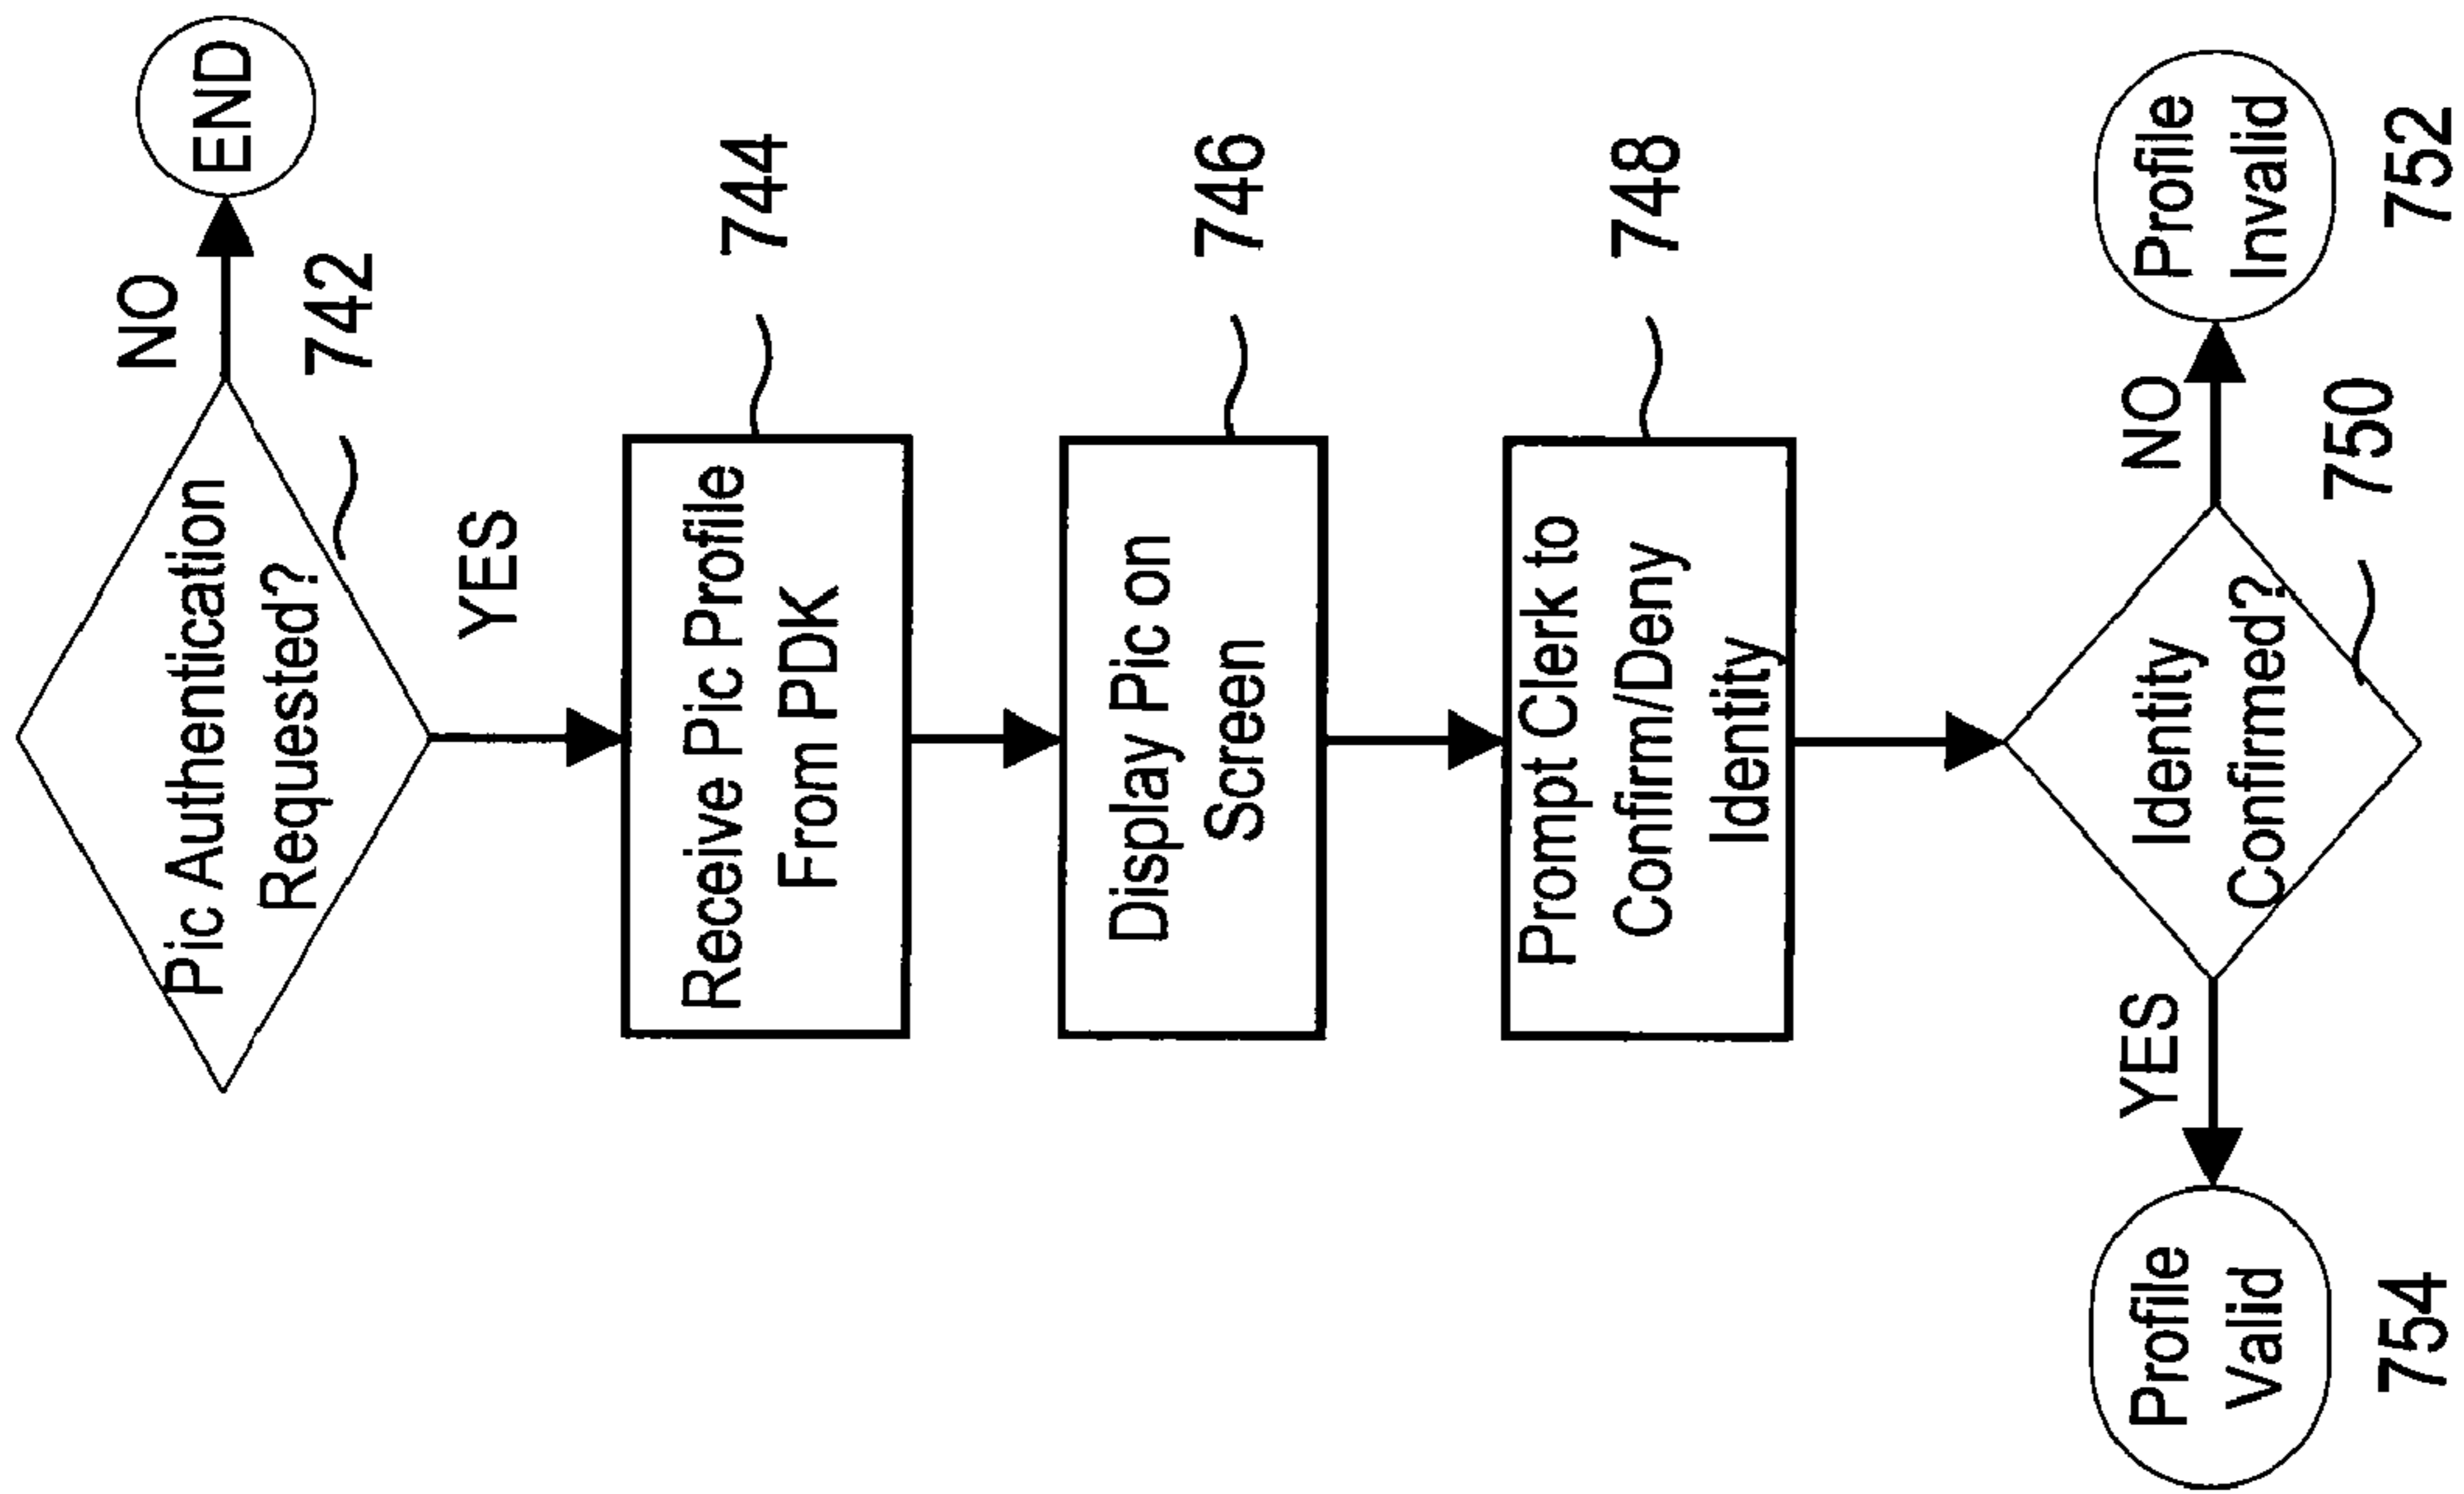 Pic Authentication
Requested?
742
NO
END
YES
Receive Pic Profile
From PDK
744
Display Pic on
Screen
746
Prompt Clerk to
Confirm/Deny
Identity
748
Identity
Confirmed?
750
YES
NO
Profile
Valid
754
Profile
Invalid
752